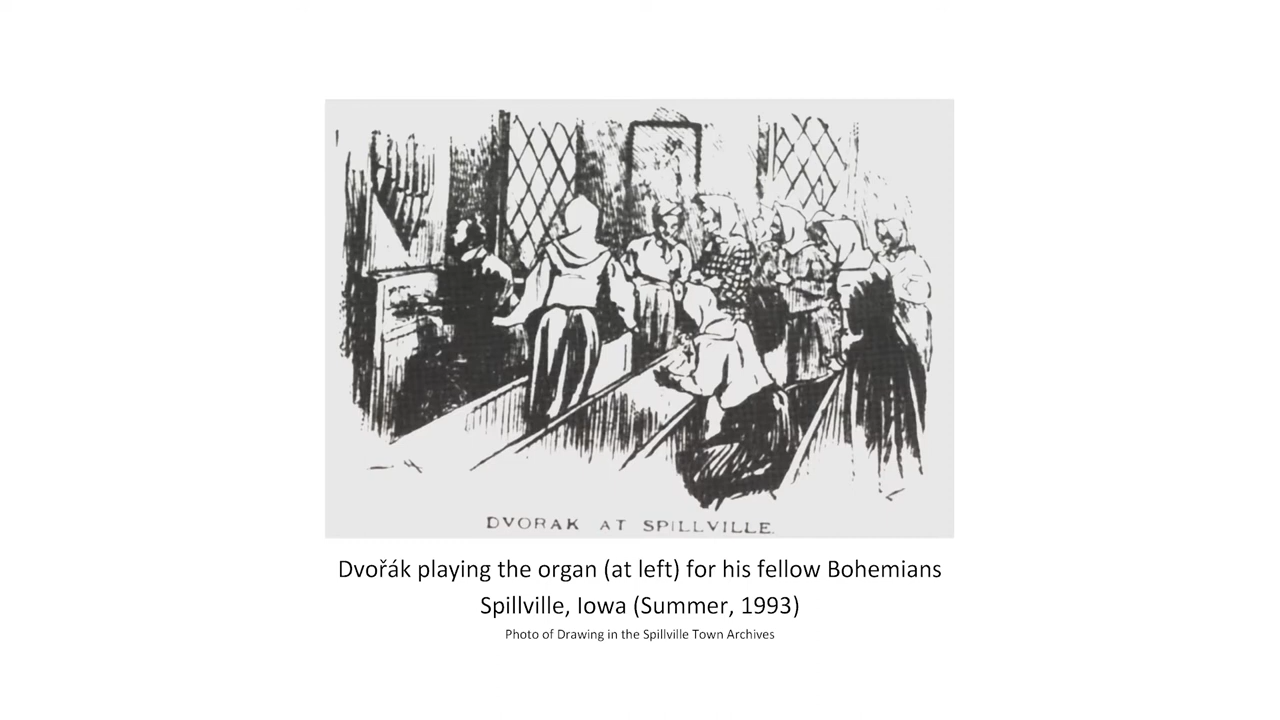 DVORAK AT SPILLVILLE.
Dvořák playing the organ (at left) for his fellow Bohemians
Spillville, Iowa (Summer, 1993)
Photo of Drawing in the Spillville Town Archives